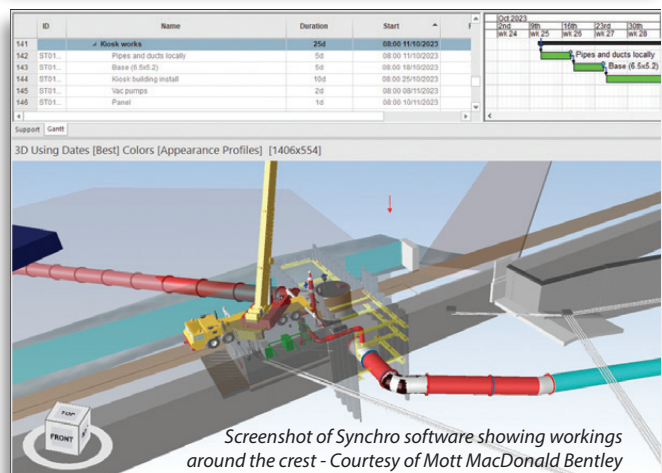 ID Name Duration Start
Oct 2023
2nd 9th 16th 23rd 30th
wk 24 wk 25 wk 26 wk 27 wk 28
141 Kiosk works 25d 08:00 11/10/2023
142 ST01... Pipes and ducts locally 5d 08:00 11/10/2023
143 ST01... Base (6.5x5.2) 5d 08:00 18/10/2023
144 ST01... Kiosk building install 10d 08:00 25/10/2023
145 ST01... Vac pumps 2d 08:00 08/11/2023
146 ST01... Panel 1d 08:00 10/11/2023
Pipes and ducts locally
Base (6.5x5.2)
Support Gantt
3D Using Dates [Best] Colors [Appearance Profiles] [1406x554]
TOP
FRONT
Screenshot of Synchro software showing workings
around the crest - Courtesy of Mott MacDonald Bentley